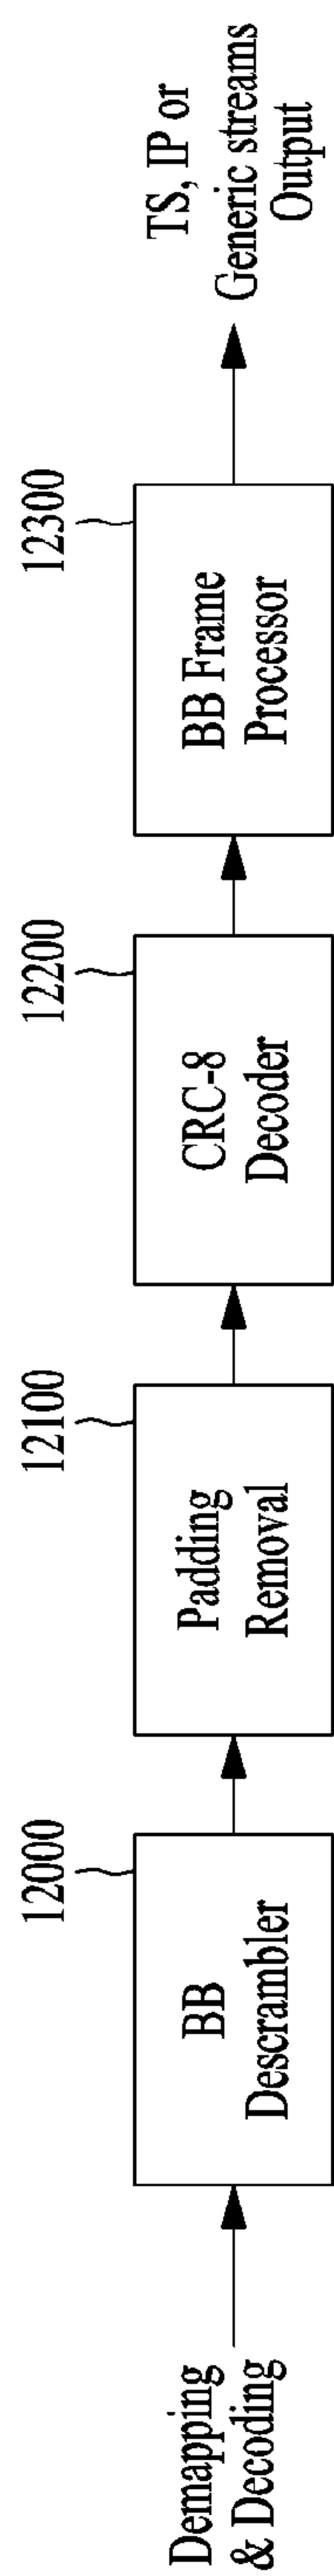 Demapping
& Decoding
12000
BB
Descrambler
12100
Padding
Removal
12200
CRC-8
Decoder
12300
BB Frame
Processor
TS, IP or
Generic streams
Output